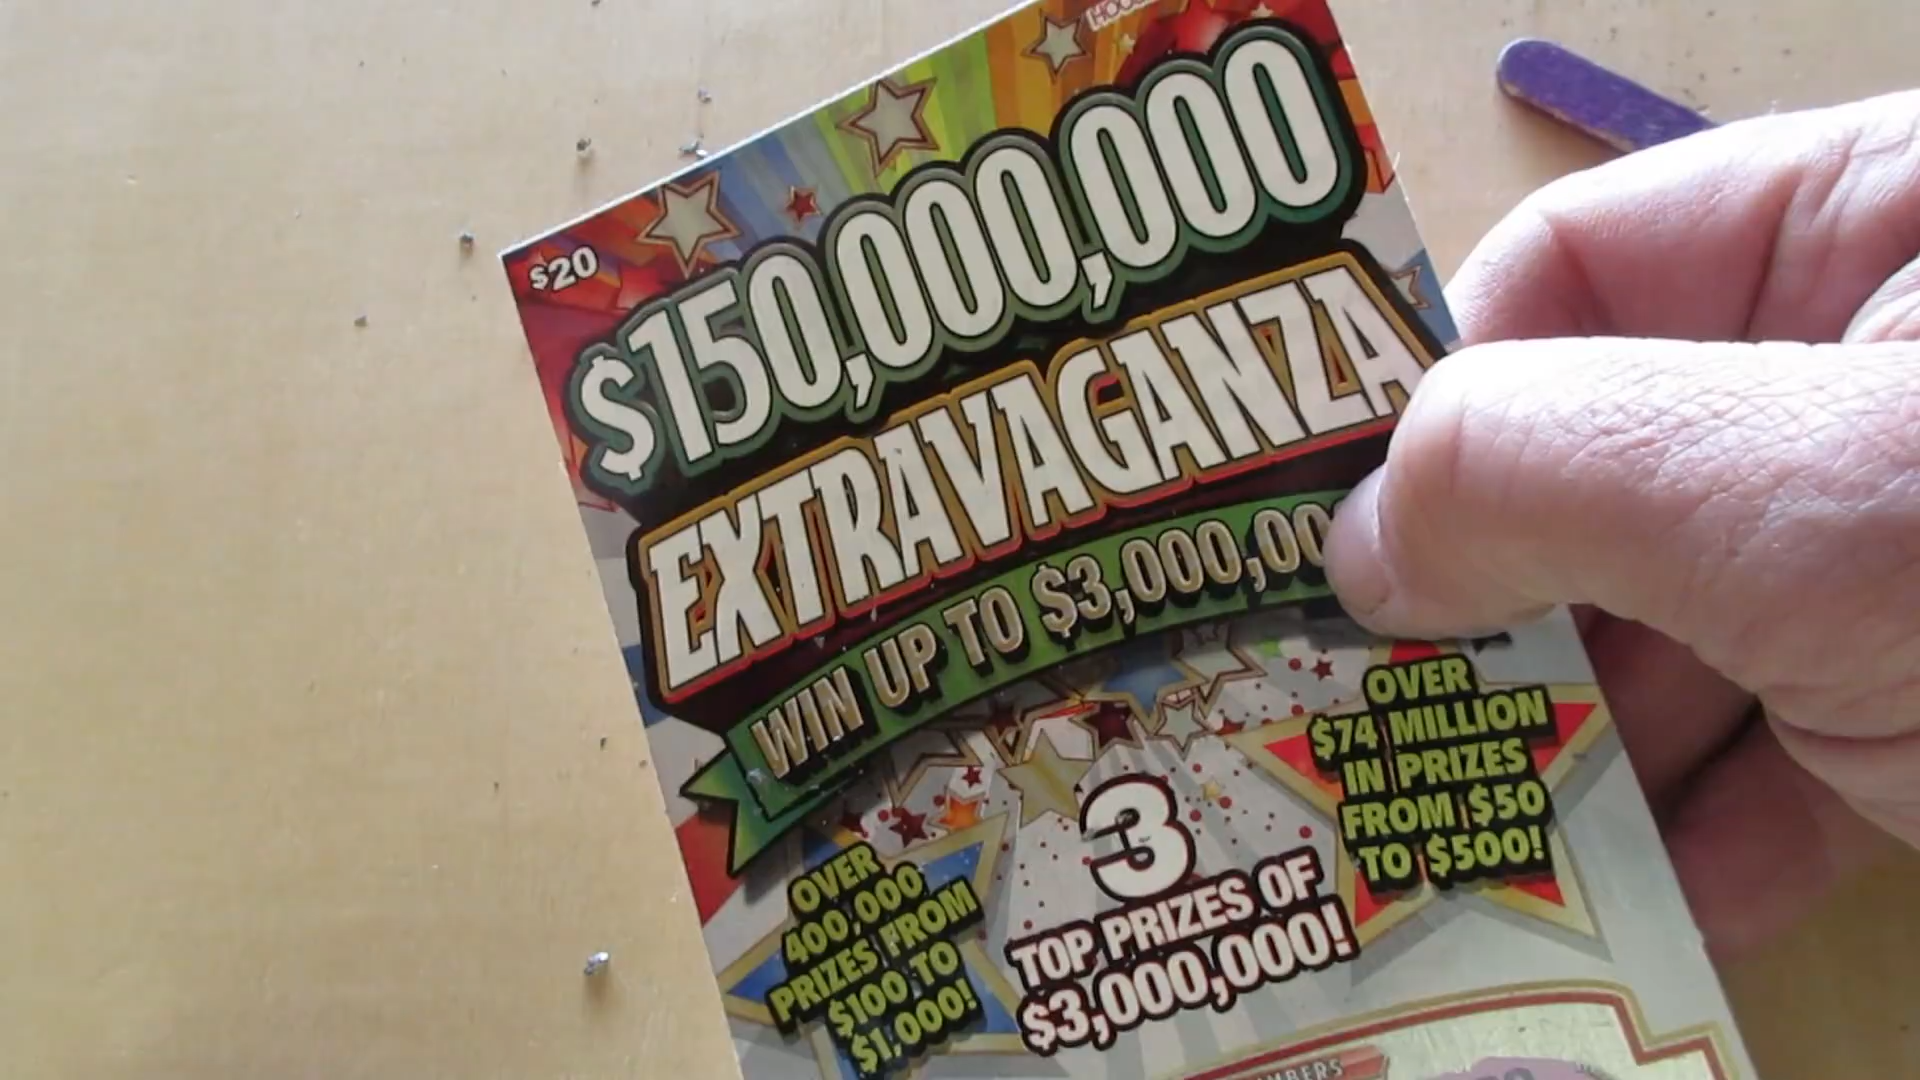 $20
$150,000,000
EXTRAVAGANZA
WIN UP TO $3,000,00
OVER
$74 MILLION
IN PRIZES
FROM $50
TO $500!
OVER
400,000
PRIZES FROM
$100 TO
$1,000!
3
TOP PRIZES OF
$3,000,000!